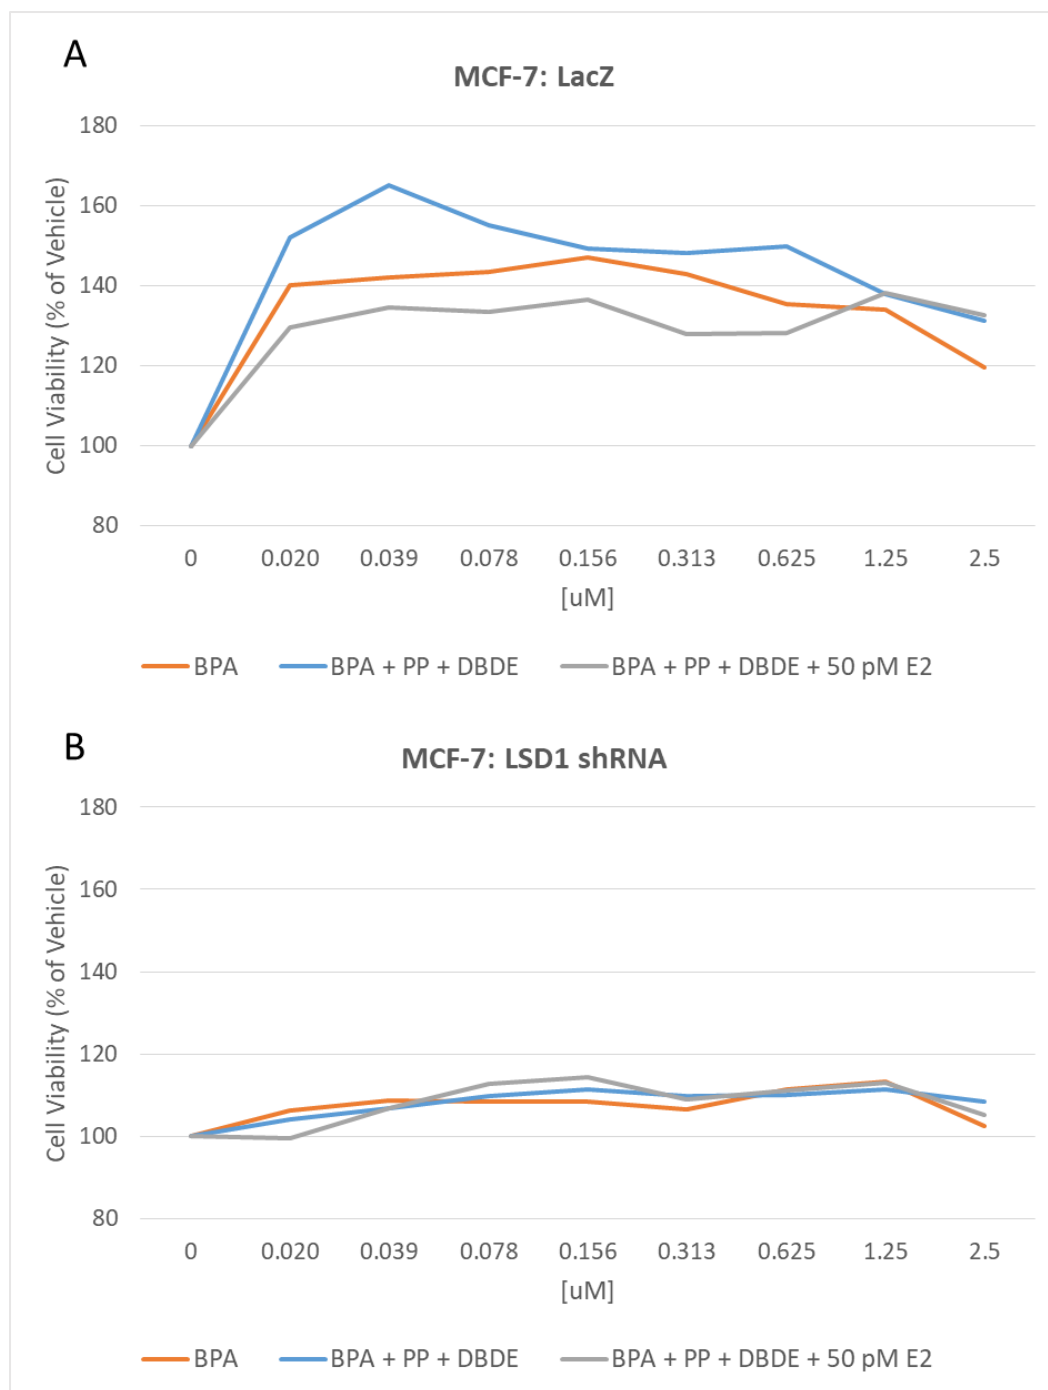 A
MCF-7: LacZ
Cell Viability (% of Vehicle)
180
160
140
120
100
80
0 0.020 0.039 0.078 0.156 0.313 0.625 1.25 2.5
[uM]
BPA BPA + PP + DBDE BPA + PP + DBDE + 50 pM E2
B
MCF-7: LSD1 shRNA
Cell Viability (% of Vehicle)
180
160
140
120
100
80
0 0.020 0.039 0.078 0.156 0.313 0.625 1.25 2.5
[uM]
BPA BPA + PP + DBDE BPA + PP + DBDE + 50 pM E2